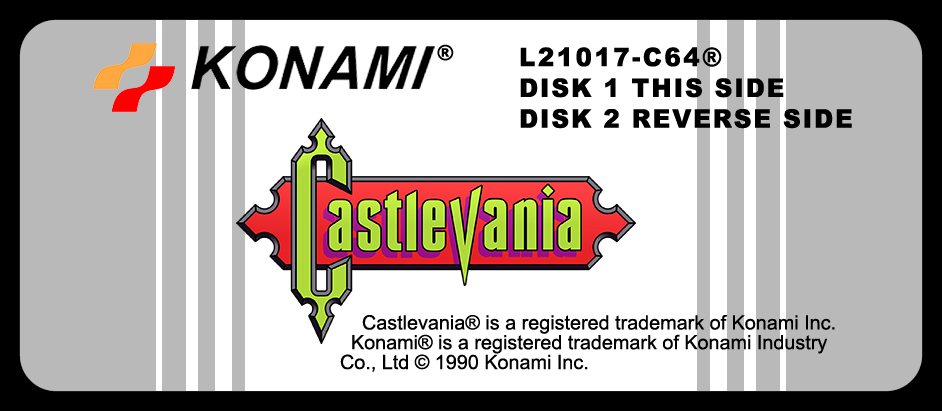 KONAMI®
L21017-C64®
DISK 1 THIS SIDE
DISK 2 REVERSE SIDE
Castlevania
Castlevania® is a registered trademark of Konami Inc.
Konami® is a registered trademark of Konami Industry
Co., Ltd © 1990 Konami Inc.